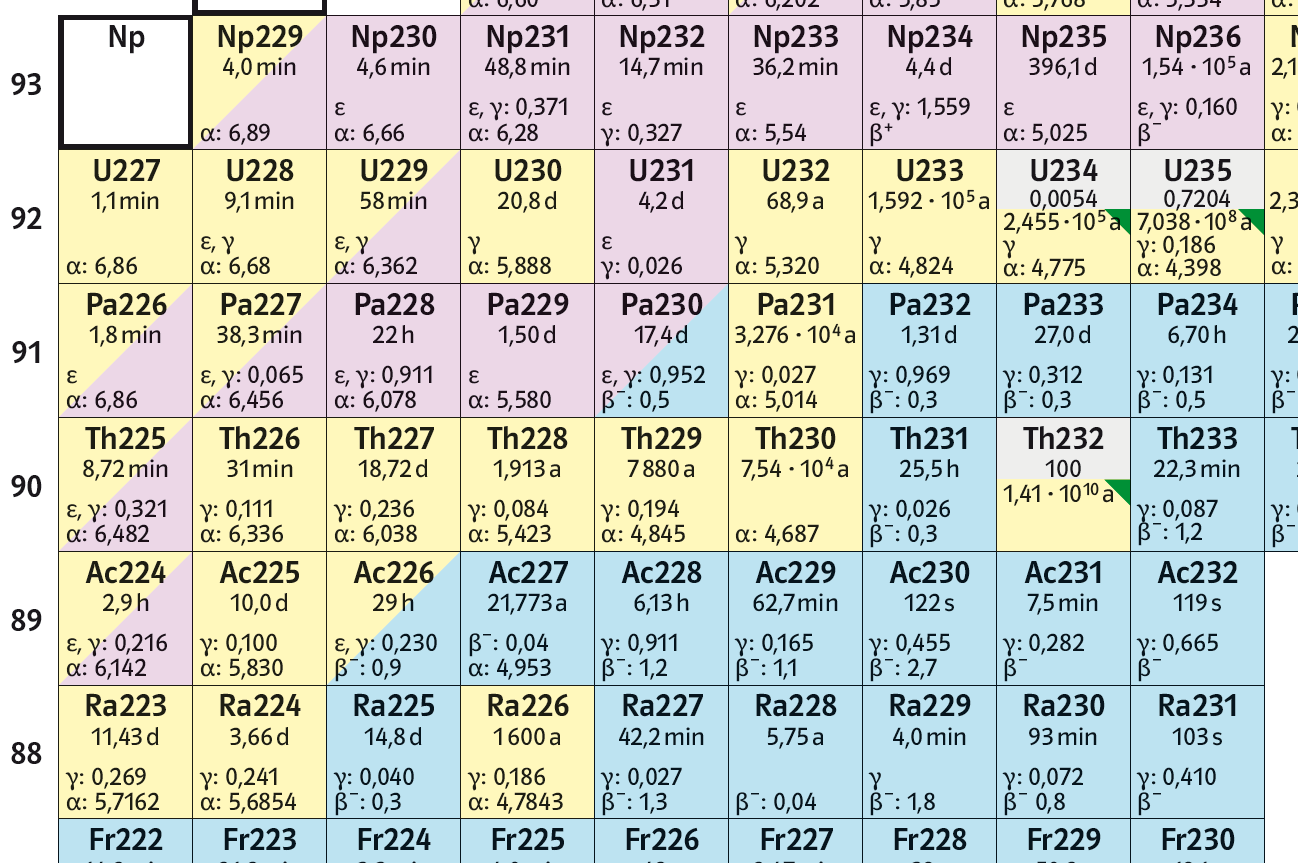 α: 6,60 α: 6,51 α: 6,202 α: 5,85 α: 5,768 α: 5,534
93
Np
Np229
4,0 min
α: 6,89
Np230
4,6 min
ε
α: 6,66
Np231
48,8 min
ε, γ: 0,371
α: 6,28
Np232
14,7 min
ε
γ: 0,327
Np233
36,2 min
ε
α: 5,54
Np234
4,4 d
ε, γ: 1,559
β⁺
Np235
396,1 d
ε
α: 5,025
Np236
1,54 · 10⁵ a
ε, γ: 0,160
β⁻
92
U227
1,1 min
α: 6,86
U228
9,1 min
ε, γ
α: 6,68
U229
58 min
ε, γ
α: 6,362
U230
20,8 d
γ
α: 5,888
U231
4,2 d
ε
γ: 0,026
U232
68,9 a
γ
α: 5,320
U233
1,592 · 10⁵ a
γ
α: 4,824
U234
0,0054
2,455 · 10⁵ a
γ
α: 4,775
U235
0,7204
7,038 · 10⁸ a
γ: 0,186
α: 4,398
91
Pa226
1,8 min
ε
α: 6,86
Pa227
38,3 min
ε, γ: 0,065
α: 6,456
Pa228
22 h
ε, γ: 0,911
α: 6,078
Pa229
1,50 d
ε
α: 5,580
Pa230
17,4 d
ε, γ: 0,952
β⁻: 0,5
Pa231
3,276 · 10⁴ a
γ: 0,027
α: 5,014
Pa232
1,31 d
γ: 0,969
β⁻: 0,3
Pa233
27,0 d
γ: 0,312
β⁻: 0,3
Pa234
6,70 h
γ: 0,131
β⁻: 0,5
90
Th225
8,72 min
ε, γ: 0,321
α: 6,482
Th226
31 min
γ: 0,111
α: 6,336
Th227
18,72 d
γ: 0,236
α: 6,038
Th228
1,913 a
γ: 0,084
α: 5,423
Th229
7 880 a
γ: 0,194
α: 4,845
Th230
7,54 · 10⁴ a
α: 4,687
Th231
25,5 h
γ: 0,026
β⁻: 0,3
Th232
100
1,41 · 10¹⁰ a
Th233
22,3 min
γ: 0,087
β⁻: 1,2
89
Ac224
2,9 h
ε, γ: 0,216
α: 6,142
Ac225
10,0 d
γ: 0,100
α: 5,830
Ac226
29 h
ε, γ: 0,230
β⁻: 0,9
Ac227
21,773 a
β⁻: 0,04
α: 4,953
Ac228
6,13 h
γ: 0,911
β⁻: 1,2
Ac229
62,7 min
γ: 0,165
β⁻: 1,1
Ac230
122 s
γ: 0,455
β⁻: 2,7
Ac231
7,5 min
γ: 0,282
β⁻
Ac232
119 s
γ: 0,665
β⁻
88
Ra223
11,43 d
γ: 0,269
α: 5,7162
Ra224
3,66 d
γ: 0,241
α: 5,6854
Ra225
14,8 d
γ: 0,040
β⁻: 0,3
Ra226
1 600 a
γ: 0,186
α: 4,7843
Ra227
42,2 min
γ: 0,027
β⁻: 1,3
Ra228
5,75 a
β⁻: 0,04
Ra229
4,0 min
γ
β⁻: 1,8
Ra230
93 min
γ: 0,072
β⁻ 0,8
Ra231
103 s
γ: 0,410
β⁻
Fr222
Fr223
Fr224
Fr225
Fr226
Fr227
Fr228
Fr229
Fr230